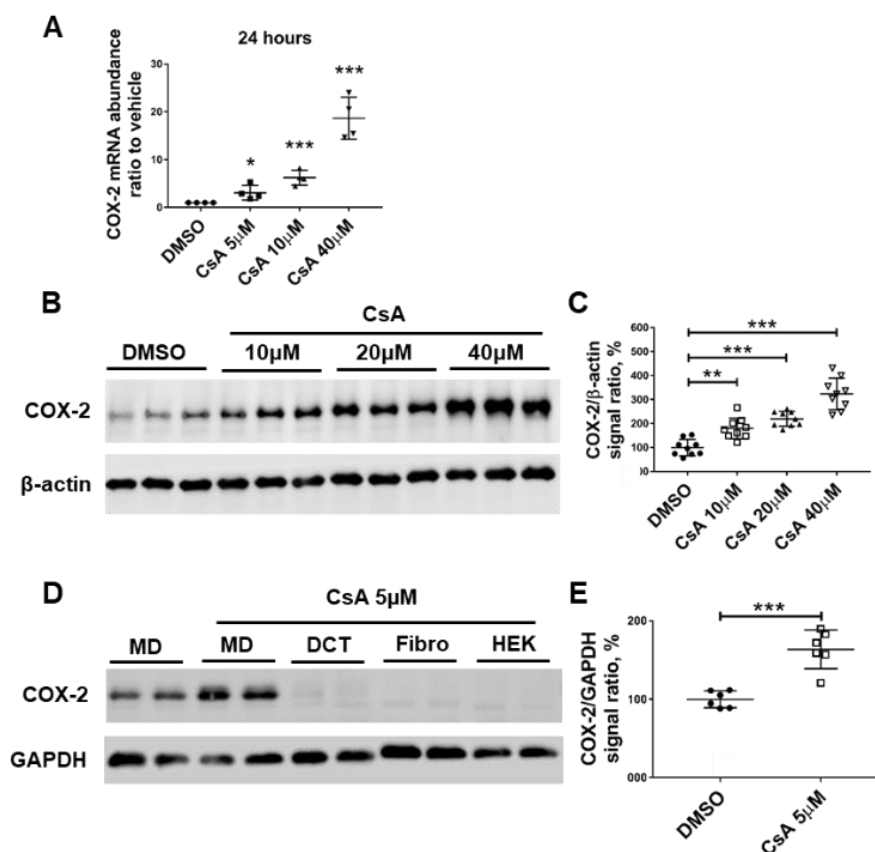 A
24 hours
COX-2 mRNA abundance
ratio to vehicle
30
20
10
0
*
***
***
DMSO
CsA 5µM
CsA 10µM
CsA 40µM
B
CsA
DMSO
10µM
20µM
40µM
COX-2
β-actin
C
COX-2/β-actin
signal ratio, %
600
500
400
300
200
100
00
***
***
**
DMSO
CsA 10µM
CsA 20µM
CsA 40µM
D
CsA 5µM
MD
MD
DCT
Fibro
HEK
COX-2
GAPDH
E
COX-2/GAPDH
signal ratio, %
200
100
000
***
DMSO
CsA 5µM